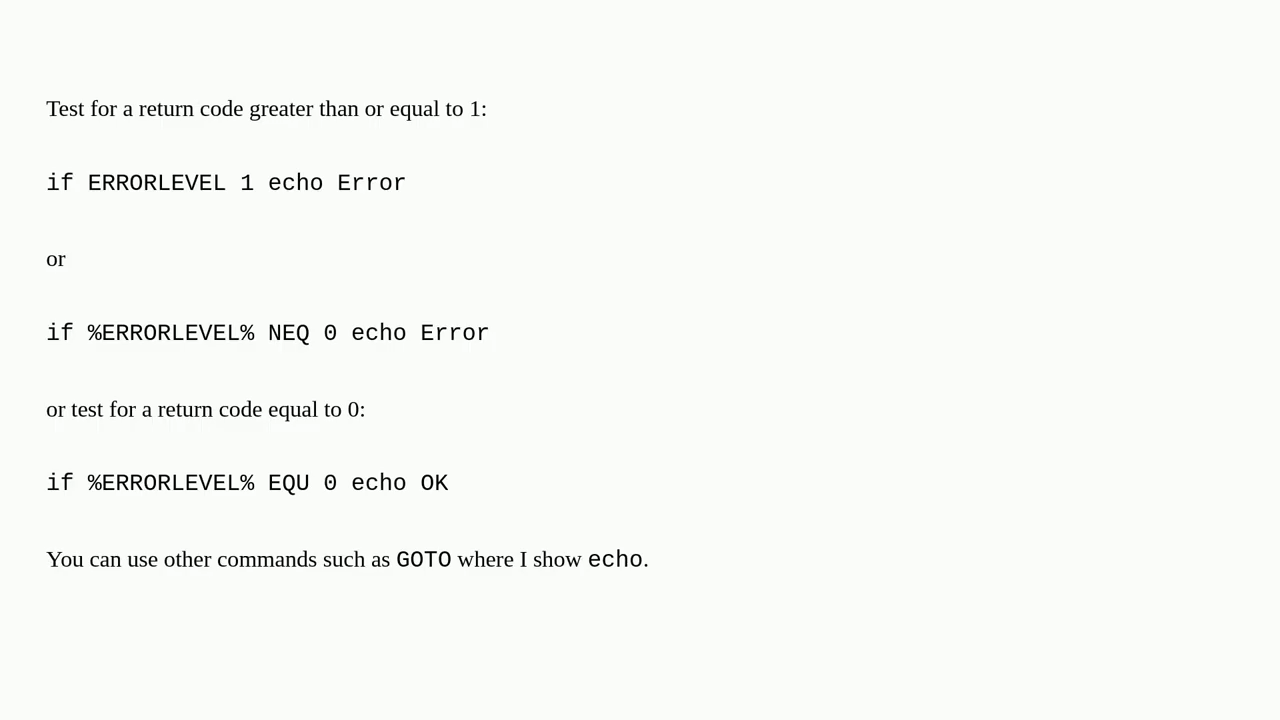 Test for a return code greater than or equal to 1:
if ERRORLEVEL 1 echo Error
or
if %ERRORLEVEL% NEQ 0 echo Error
or test for a return code equal to 0:
if %ERRORLEVEL% EQU 0 echo OK
You can use other commands such as GOTO where I show echo.